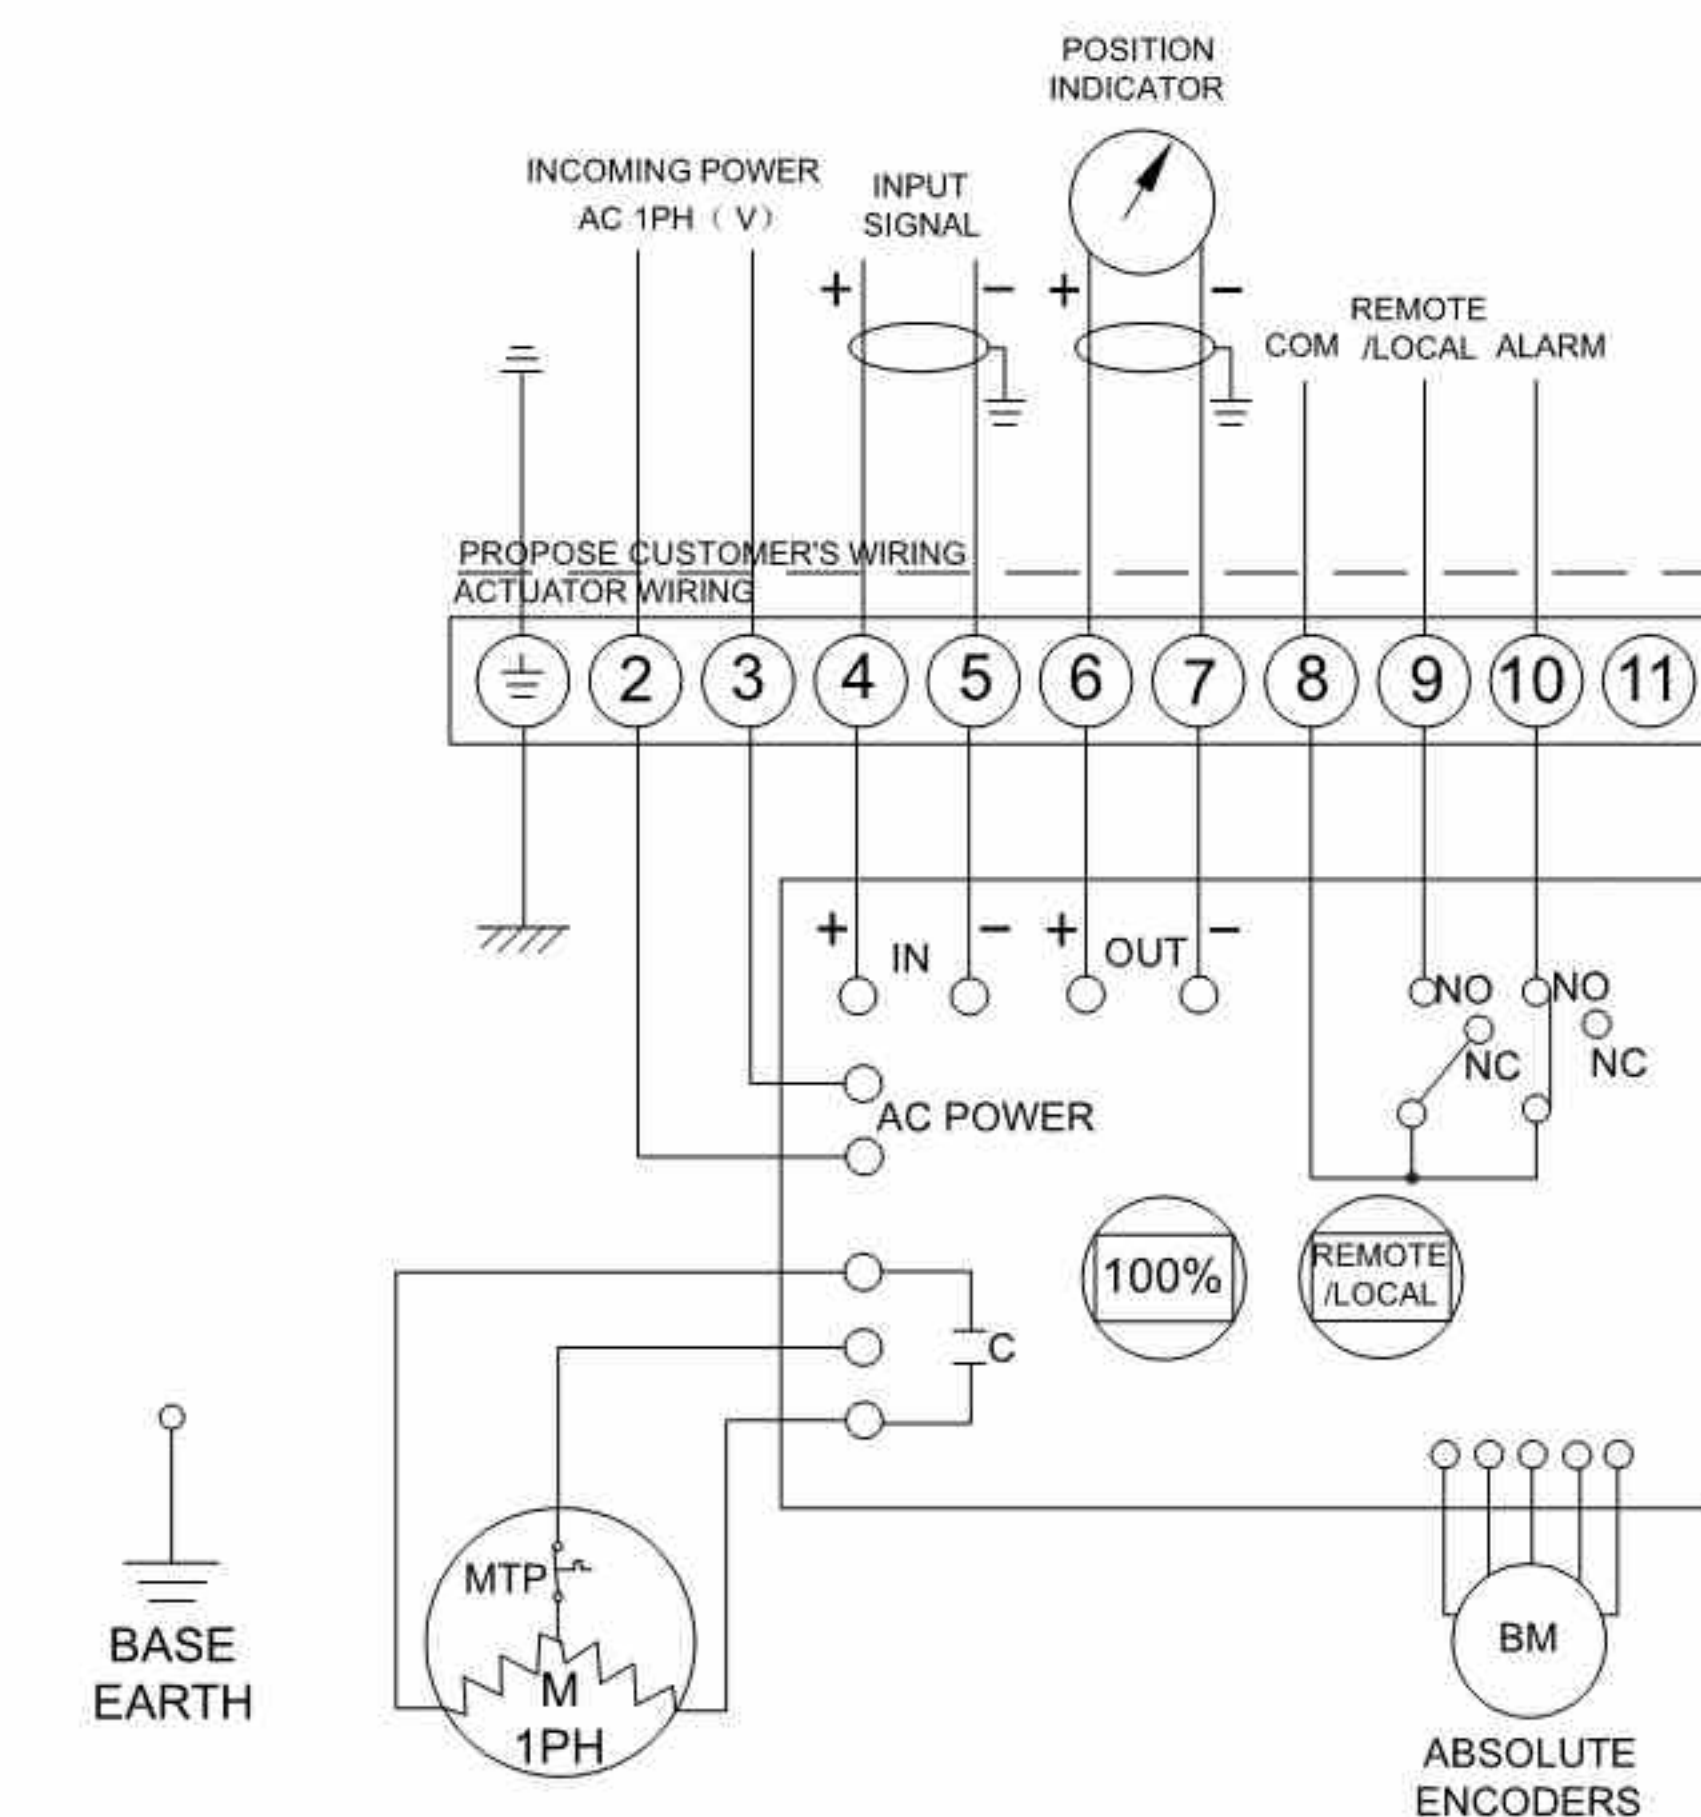 POSITION
INDICATOR
INCOMING POWER
AC 1PH ( V )
INPUT
SIGNAL
+ − + −
REMOTE
COM /LOCAL ALARM
PROPOSE CUSTOMER'S WIRING
ACTUATOR WIRING
2 3 4 5 6 7 8 9 10 11
+ IN − + OUT −
NO NO
NC NC
AC POWER
100%
REMOTE
/LOCAL
C
MTP
M
1PH
BASE
EARTH
BM
ABSOLUTE
ENCODERS